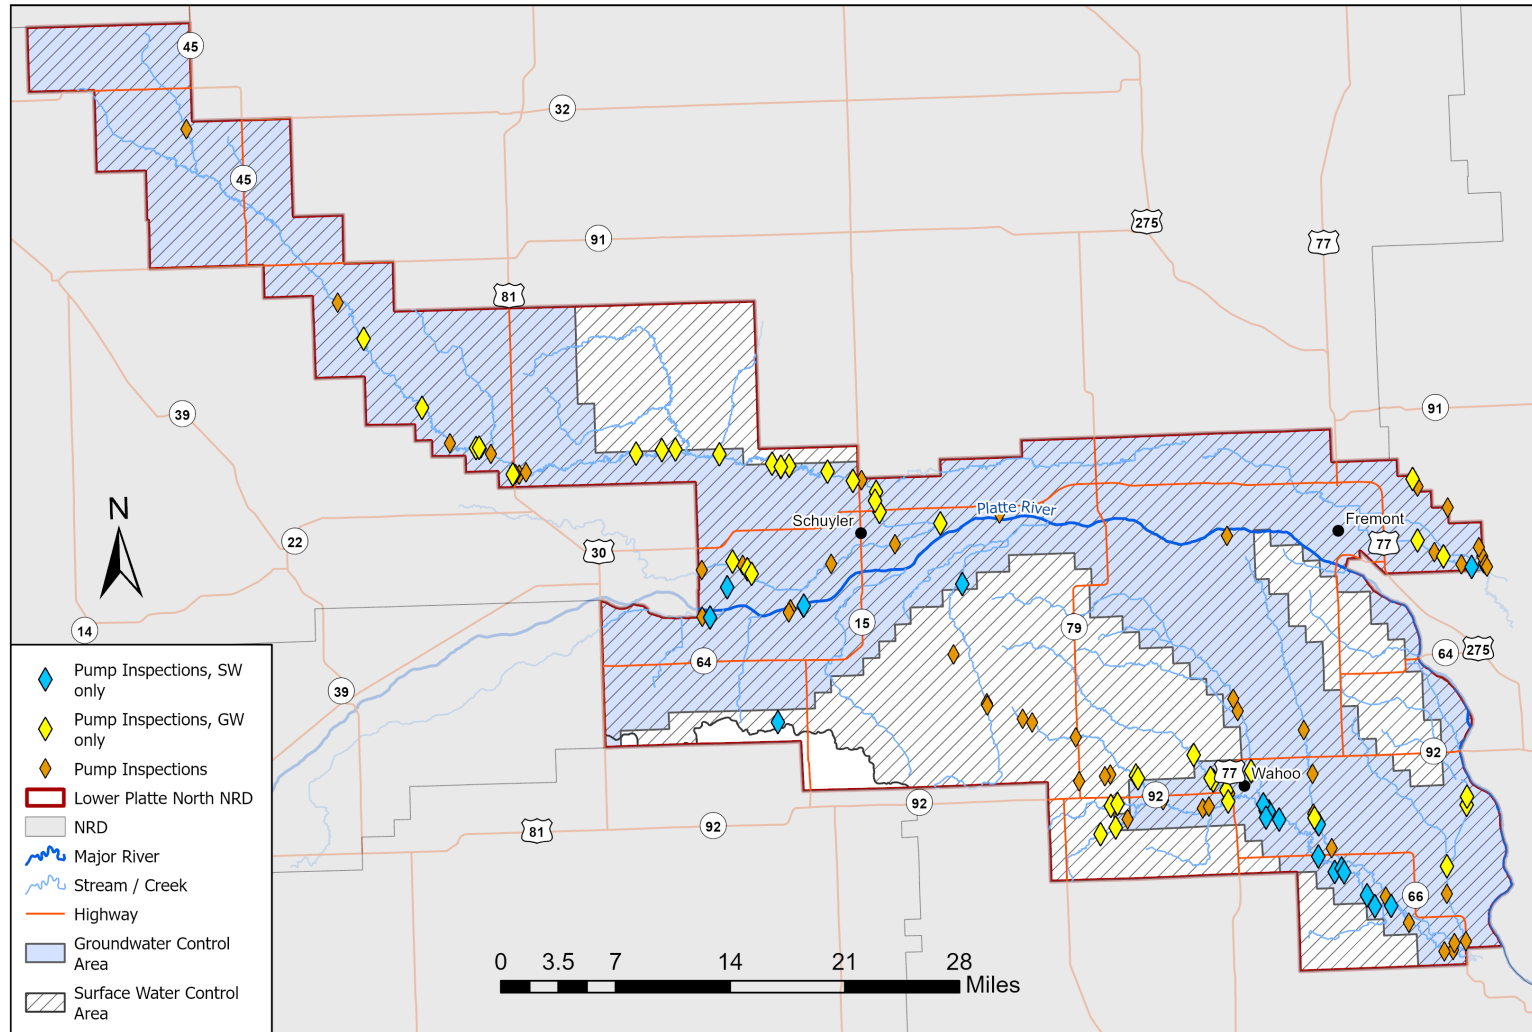 45
32
45
275
91
77
81
91
39
N
Platte River
Schuyler
Fremont
77
22
30
14
15
79
64
64
275
39
92
77
Wahoo
92
92
92
81
66
Pump Inspections, SW
only
Pump Inspections, GW
only
Pump Inspections
Lower Platte North NRD
NRD
Major River
Stream / Creek
Highway
Groundwater Control
Area
Surface Water Control
Area
0 3.5 7 14 21 28
Miles